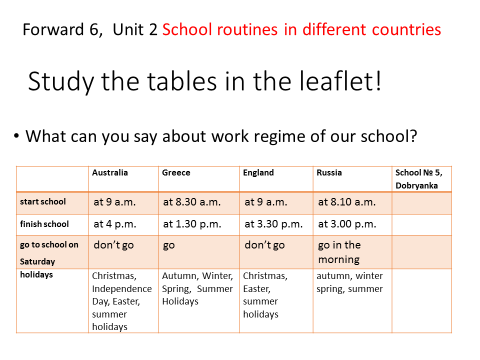 Forward 6, Unit 2 School routines in different countries
Study the tables in the leaflet!
• What can you say about work regime of our school?
Australia Greece England Russia School № 5, Dobryanka
start school at 9 a.m. at 8.30 a.m. at 9 a.m. at 8.10 a.m.
finish school at 4 p.m. at 1.30 p.m. at 3.30 p.m. at 3.00 p.m.
go to school on Saturday don't go go don't go go in the morning
holidays Christmas, Independence Day, Easter, summer holidays Autumn, Winter, Spring, Summer Holidays Christmas, Easter, summer holidays autumn, winter spring, summer